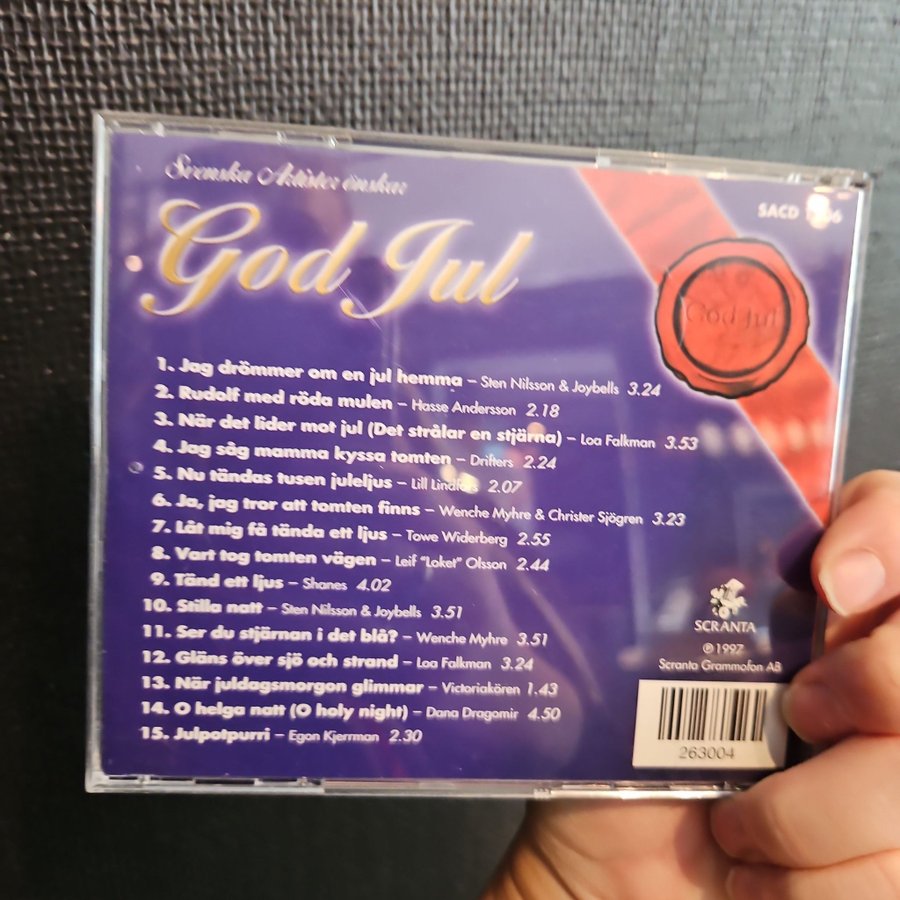 Svenska Artister önskar
God Jul
SACD
God Jul
1. Jag drömmer om en jul hemma – Sten Nilsson & Joybells 3.24
2. Rudolf med röda mulen – Hasse Andersson 2.18
3. När det lider mot jul (Det strålar en stjärna) – Loa Falkman 3.53
4. Jag såg mamma kyssa tomten – Drifters 2.24
5. Nu tändas tusen juleljus – Lill Lindfors 2.07
6. Ja, jag tror att tomten finns – Wenche Myhre & Christer Sjögren 3.23
7. Låt mig få tända ett ljus – Towe Widerberg 2.55
8. Vart tog tomten vägen – Leif "Loket" Olsson 2.44
9. Tänd ett ljus – Shanes 4.02
10. Stilla natt – Sten Nilsson & Joybells 3.51
11. Ser du stjärnan i det blå? – Wenche Myhre 3.51
12. Gläns över sjö och strand – Loa Falkman 3.24
13. När juldagsmorgon glimmar – Victoriakören 1.43
14. O helga natt (O holy night) – Dana Dragomir 4.50
15. Julpotpurri – Egon Kjerrman 2.30
SCRANTA
℗ 1997
Scranta Grammofon AB
263004